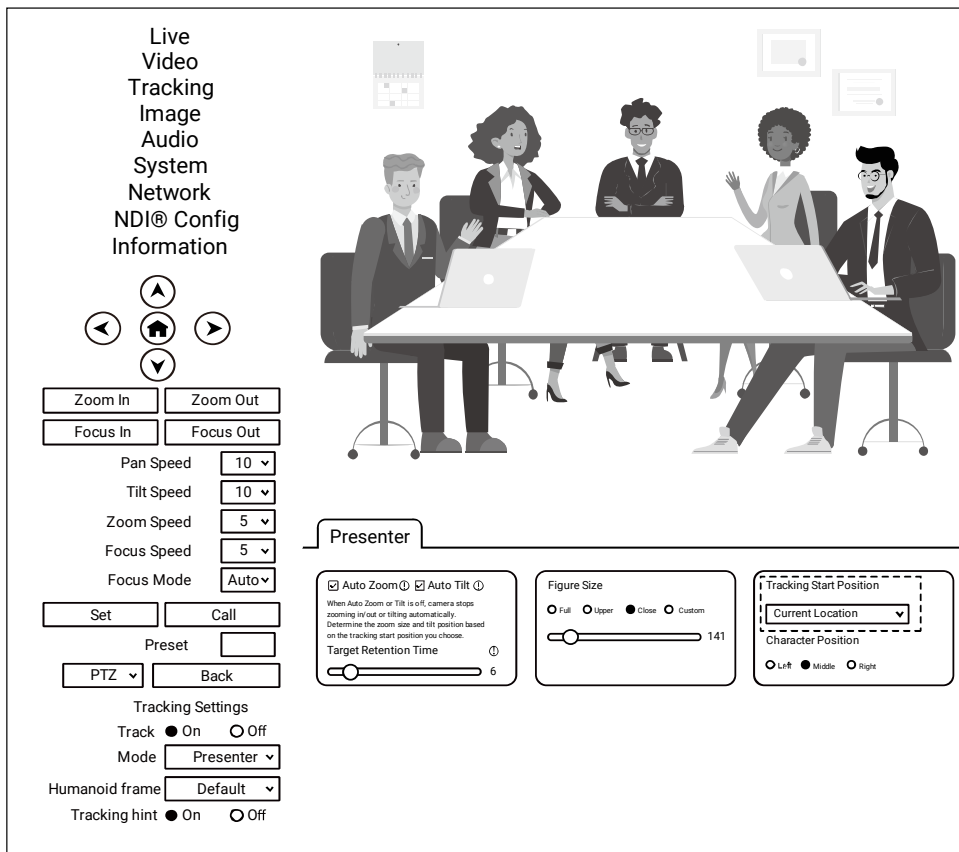 Live
Video
Tracking
Image
Audio
System
Network
NDI® Config
Information
Zoom In
Zoom Out
Focus In
Focus Out
Pan Speed 10
Tilt Speed 10
Zoom Speed 5
Focus Speed 5
Focus Mode Auto
Set
Call
Preset
PTZ
Back
Tracking Settings
Track On Off
Mode Presenter
Humanoid frame Default
Tracking hint On Off
Presenter
Auto Zoom Auto Tilt
When Auto Zoom or Tilt is off, camera stops
zooming in/out or tilting automatically.
Determine the zoom size and tilt position based
on the tracking start position you choose.
Target Retention Time
6
Figure Size
Full Upper Close Custom
141
Tracking Start Position
Current Location
Character Position
Left Middle Right